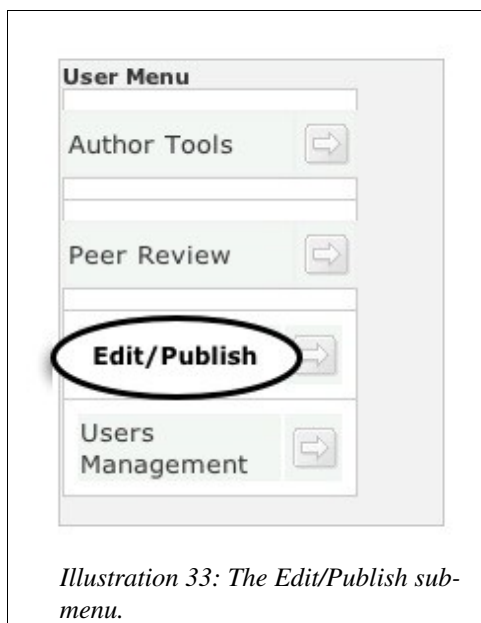 User Menu
Author Tools
Peer Review
Edit/Publish
Users
Management
Illustration 33: The Edit/Publish sub-
menu.